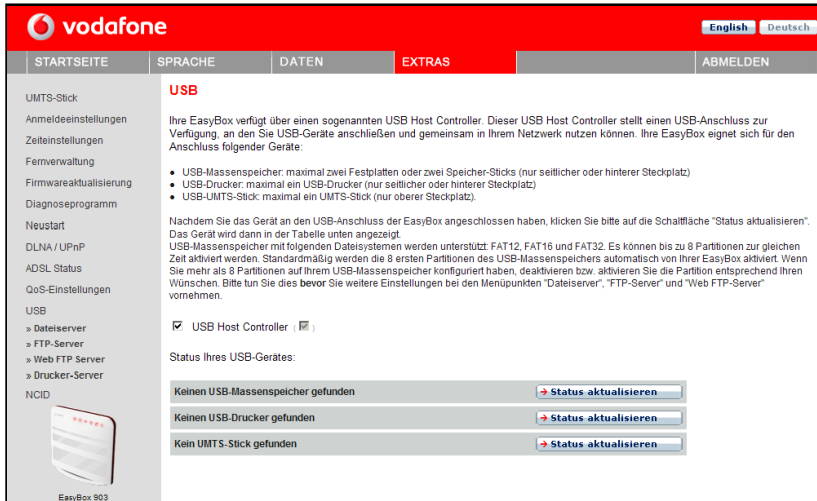 vodafone
English Deutsch
STARTSEITE SPRACHE DATEN EXTRAS ABMELDEN
UMTS-Stick
Anmeldeeinstellungen
Zeiteinstellungen
Fernverwaltung
Firmwareaktualisierung
Diagnoseprogramm
Neustart
DLNA / UPnP
ADSL Status
QoS-Einstellungen
USB
» Dateiserver
» FTP-Server
» Web FTP Server
» Drucker-Server
NCID
EasyBox 903
USB
Ihre EasyBox verfügt über einen sogenannten USB Host Controller. Dieser USB Host Controller stellt einen USB-Anschluss zur
Verfügung, an den Sie USB-Geräte anschließen und gemeinsam in Ihrem Netzwerk nutzen können. Ihre EasyBox eignet sich für den
Anschluss folgender Geräte:
• USB-Massenspeicher: maximal zwei Festplatten oder zwei Speicher-Sticks (nur seitlicher oder hinterer Steckplatz)
• USB-Drucker: maximal ein USB-Drucker (nur seitlicher oder hinterer Steckplatz)
• USB-UMTS-Stick: maximal ein UMTS-Stick (nur oberer Steckplatz).
Nachdem Sie das Gerät an den USB-Anschluss der EasyBox angeschlossen haben, klicken Sie bitte auf die Schaltfläche "Status aktualisieren".
Das Gerät wird dann in der Tabelle unten angezeigt.
USB-Massenspeicher mit folgenden Dateisystemen werden unterstützt: FAT12, FAT16 und FAT32. Es können bis zu 8 Partitionen zur gleichen
Zeit aktiviert werden. Standardmäßig werden die 8 ersten Partitionen des USB-Massenspeichers automatisch von Ihrer EasyBox aktiviert. Wenn
Sie mehr als 8 Partitionen auf Ihrem USB-Massenspeicher konfiguriert haben, deaktivieren bzw. aktivieren Sie die Partition entsprechend Ihren
Wünschen. Bitte tun Sie dies bevor Sie weitere Einstellungen bei den Menüpunkten "Dateiserver", "FTP-Server" und "Web FTP-Server"
vornehmen.
USB Host Controller ( )
Status Ihres USB-Gerätes:
Keinen USB-Massenspeicher gefunden Status aktualisieren
Keinen USB-Drucker gefunden Status aktualisieren
Kein UMTS-Stick gefunden Status aktualisieren